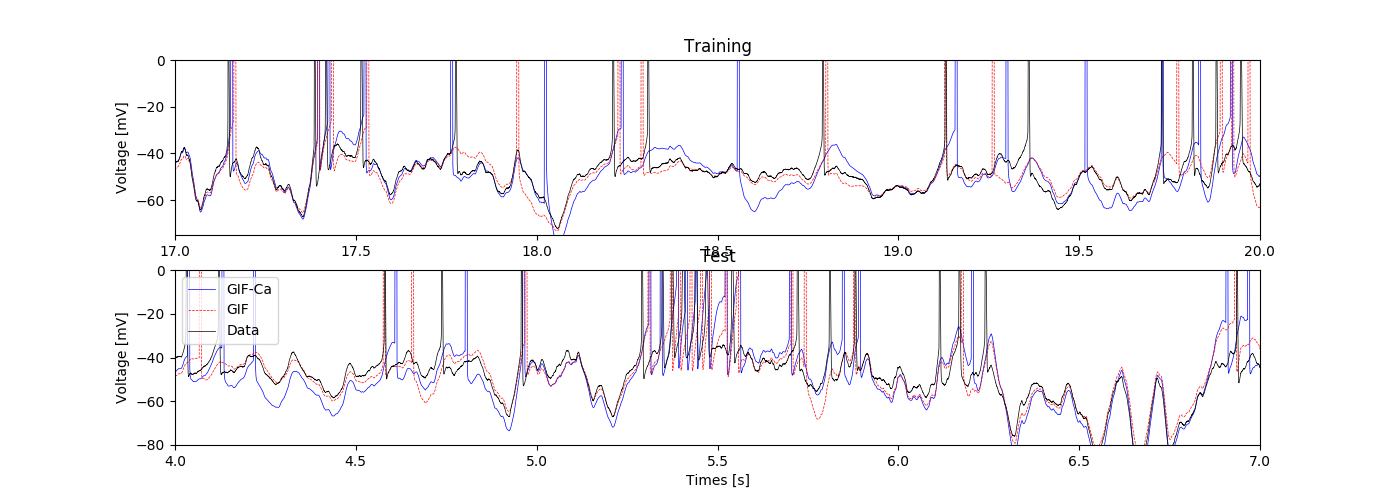 Training
0
−20
−40
−60
Voltage [mV]
17.0 17.5 18.0 18.5 19.0 19.5 20.0
Test
0
−20
−40
−60
−80
Voltage [mV]
GIF-Ca
GIF
Data
4.0 4.5 5.0 5.5 6.0 6.5 7.0
Times [s]